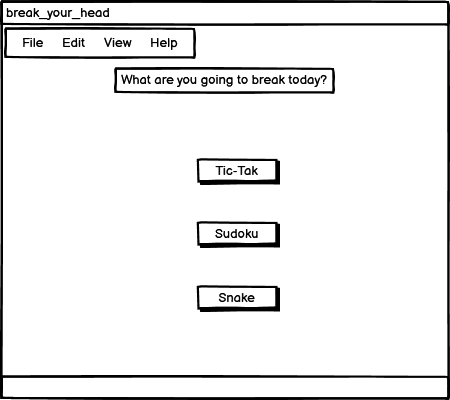 break_your_head
File Edit View Help
What are you going to break today?
Tic-Tak
Sudoku
Snake